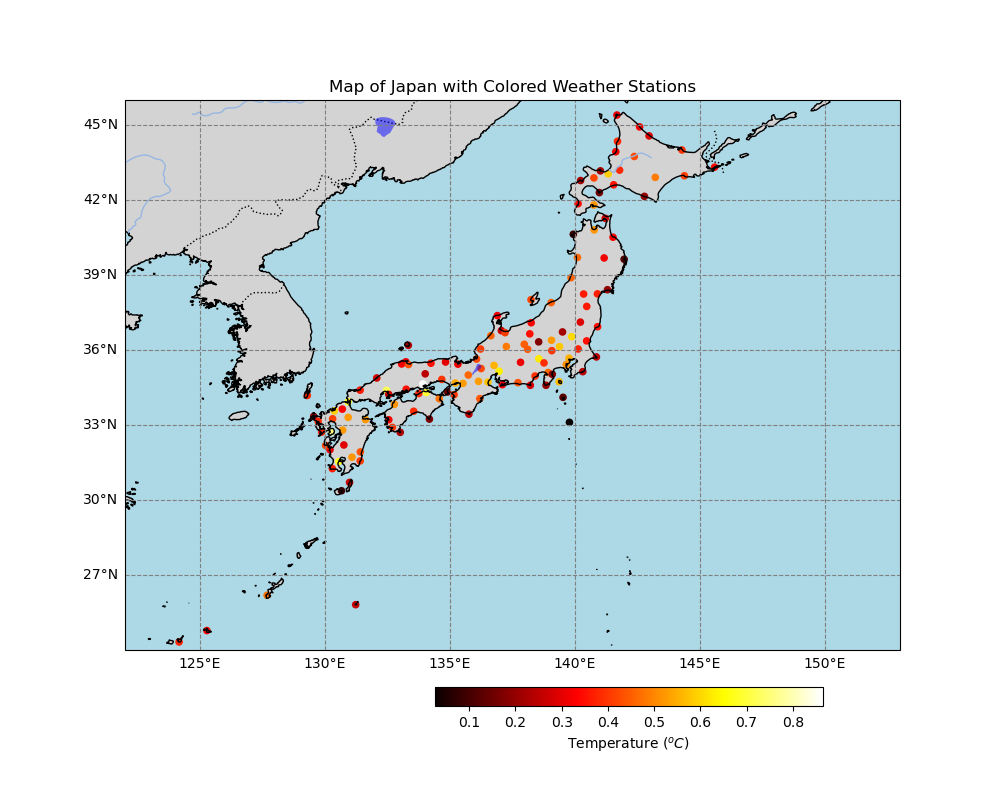 Map of Japan with Colored Weather Stations
45°N
42°N
39°N
36°N
33°N
30°N
27°N
125°E 130°E 135°E 140°E 145°E 150°E
0.1 0.2 0.3 0.4 0.5 0.6 0.7 0.8
Temperature (°C)